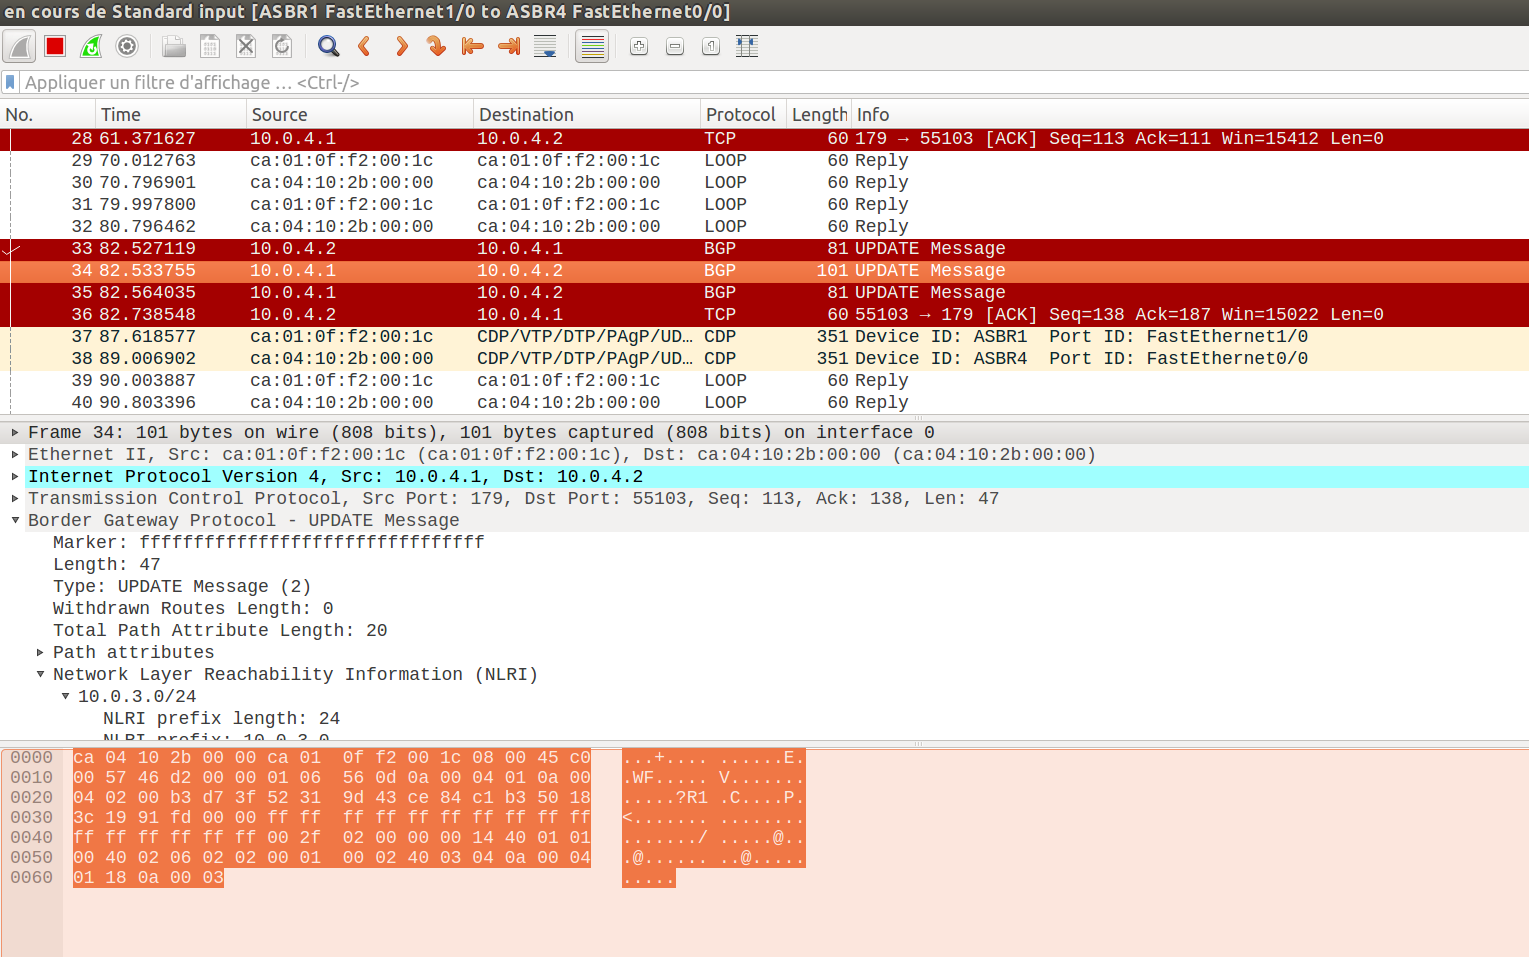 en cours de Standard input [ASBR1 FastEthernet1/0 to ASBR4 FastEthernet0/0]
Appliquer un filtre d'affichage … <Ctrl-/>
No. Time Source Destination Protocol Length Info
28 61.371627 10.0.4.1 10.0.4.2 TCP 60 179 → 55103 [ACK] Seq=113 Ack=111 Win=15412 Len=0
29 70.012763 ca:01:0f:f2:00:1c ca:01:0f:f2:00:1c LOOP 60 Reply
30 70.796901 ca:04:10:2b:00:00 ca:04:10:2b:00:00 LOOP 60 Reply
31 79.997800 ca:01:0f:f2:00:1c ca:01:0f:f2:00:1c LOOP 60 Reply
32 80.796462 ca:04:10:2b:00:00 ca:04:10:2b:00:00 LOOP 60 Reply
33 82.527119 10.0.4.2 10.0.4.1 BGP 81 UPDATE Message
34 82.533755 10.0.4.1 10.0.4.2 BGP 101 UPDATE Message
35 82.564035 10.0.4.1 10.0.4.2 BGP 81 UPDATE Message
36 82.738548 10.0.4.2 10.0.4.1 TCP 60 55103 → 179 [ACK] Seq=138 Ack=187 Win=15022 Len=0
37 87.618577 ca:01:0f:f2:00:1c CDP/VTP/DTP/PAgP/UD… CDP 351 Device ID: ASBR1  Port ID: FastEthernet1/0
38 89.006902 ca:04:10:2b:00:00 CDP/VTP/DTP/PAgP/UD… CDP 351 Device ID: ASBR4  Port ID: FastEthernet0/0
39 90.003887 ca:01:0f:f2:00:1c ca:01:0f:f2:00:1c LOOP 60 Reply
40 90.803396 ca:04:10:2b:00:00 ca:04:10:2b:00:00 LOOP 60 Reply
Frame 34: 101 bytes on wire (808 bits), 101 bytes captured (808 bits) on interface 0
Ethernet II, Src: ca:01:0f:f2:00:1c (ca:01:0f:f2:00:1c), Dst: ca:04:10:2b:00:00 (ca:04:10:2b:00:00)
Internet Protocol Version 4, Src: 10.0.4.1, Dst: 10.0.4.2
Transmission Control Protocol, Src Port: 179, Dst Port: 55103, Seq: 113, Ack: 138, Len: 47
Border Gateway Protocol - UPDATE Message
Marker: ffffffffffffffffffffffffffffffff
Length: 47
Type: UPDATE Message (2)
Withdrawn Routes Length: 0
Total Path Attribute Length: 20
Path attributes
Network Layer Reachability Information (NLRI)
10.0.3.0/24
NLRI prefix length: 24
NLRI prefix: 10.0.3.0
0000 ca 04 10 2b 00 00 ca 01 0f f2 00 1c 08 00 45 c0 ...+.... ......E.
0010 00 57 46 d2 00 00 01 06 56 0d 0a 00 04 01 0a 00 .WF..... V.......
0020 04 02 00 b3 d7 3f 52 31 9d 43 ce 84 c1 b3 50 18 .....?R1 .C....P.
0030 3c 19 91 fd 00 00 ff ff ff ff ff ff ff ff ff ff <....... ........
0040 ff ff ff ff ff ff 00 2f 02 00 00 00 14 40 01 01 ......./ .....@..
0050 00 40 02 06 02 02 00 01 00 02 40 03 04 0a 00 04 .@...... ..@.....
0060 01 18 0a 00 03 .....